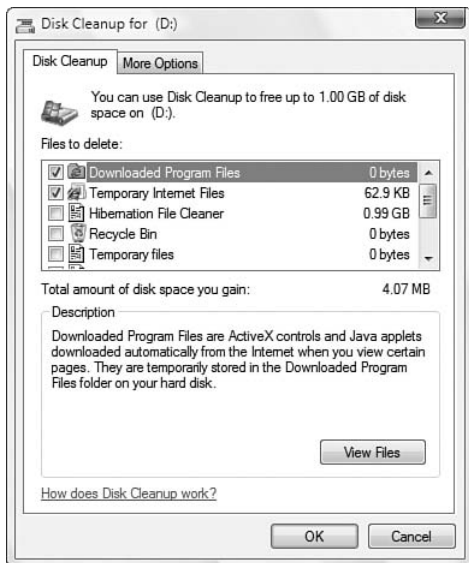 Disk Cleanup for (D:)
Disk Cleanup
More Options
You can use Disk Cleanup to free up to 1.00 GB of disk
space on (D:).
Files to delete:
Downloaded Program Files 0 bytes
Temporary Internet Files 62.9 KB
Hibernation File Cleaner 0.99 GB
Recycle Bin 0 bytes
Temporary files 0 bytes
Total amount of disk space you gain: 4.07 MB
Description
Downloaded Program Files are ActiveX controls and Java applets
downloaded automatically from the Internet when you view certain
pages. They are temporarily stored in the Downloaded Program
Files folder on your hard disk.
View Files
How does Disk Cleanup work?
OK
Cancel